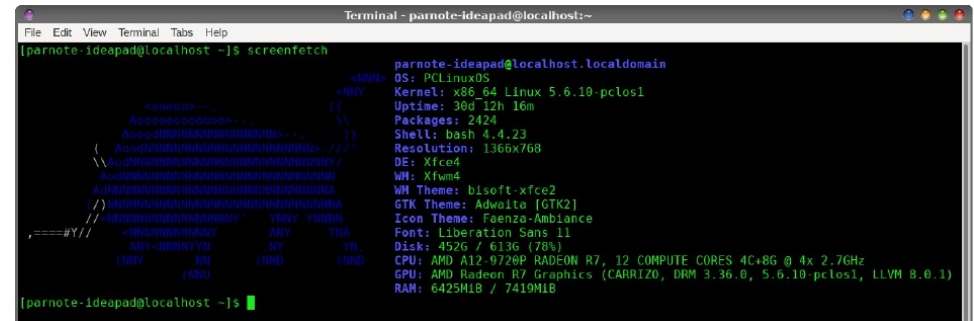 Terminal - parnote-ideapad@localhost:~
File Edit View Terminal Tabs Help
[parnote-ideapad@localhost ~]$ screenfetch
parnote-ideapad@localhost.localdomain
OS: PCLinuxOS
Kernel: x86_64 Linux 5.6.10-pclos1
Uptime: 30d 12h 16m
Packages: 2424
Shell: bash 4.4.23
Resolution: 1366x768
DE: Xfce4
WM: Xfwm4
WM Theme: bisoft-xfce2
GTK Theme: Adwaita [GTK2]
Icon Theme: Faenza-Ambiance
Font: Liberation Sans 11
Disk: 452G / 613G (78%)
CPU: AMD A12-9720P RADEON R7, 12 COMPUTE CORES 4C+8G @ 4x 2.7GHz
GPU: AMD Radeon R7 Graphics (CARRIZO, DRM 3.36.0, 5.6.10-pclos1, LLVM 8.0.1)
RAM: 6425MiB / 7419MiB
[parnote-ideapad@localhost ~]$